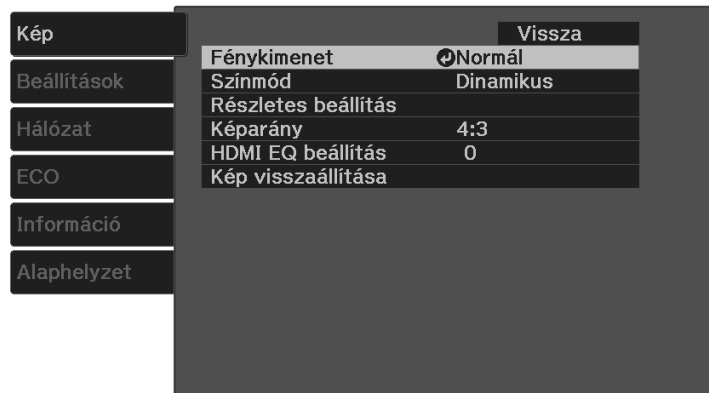 Kép
Beállítások
Hálózat
ECO
Információ
Alaphelyzet
Vissza
Fénykimenet Normál
Színmód Dinamikus
Részletes beállítás
Képarány 4:3
HDMI EQ beállítás 0
Kép visszaállítása